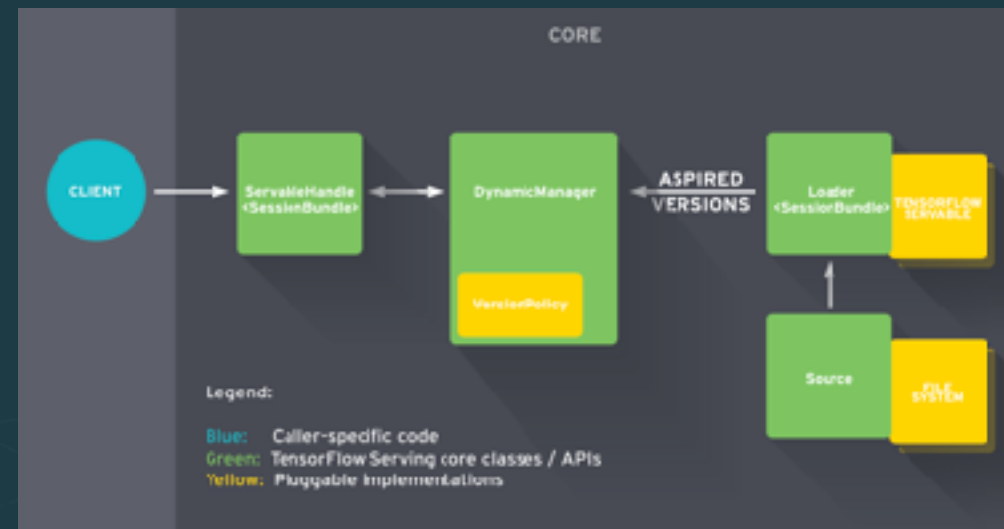 CORE
CLIENT
ServableHandle
<SessionBundle>
DynamicManager
VersionPolicy
ASPIRED
VERSIONS
Loader
<SessionBundle>
TENSORFLOW
SERVABLE
Source
FILE
SYSTEM
Legend:
Blue: Caller-specific code
Green: TensorFlow Serving core classes / APIs
Yellow: Pluggable Implementations